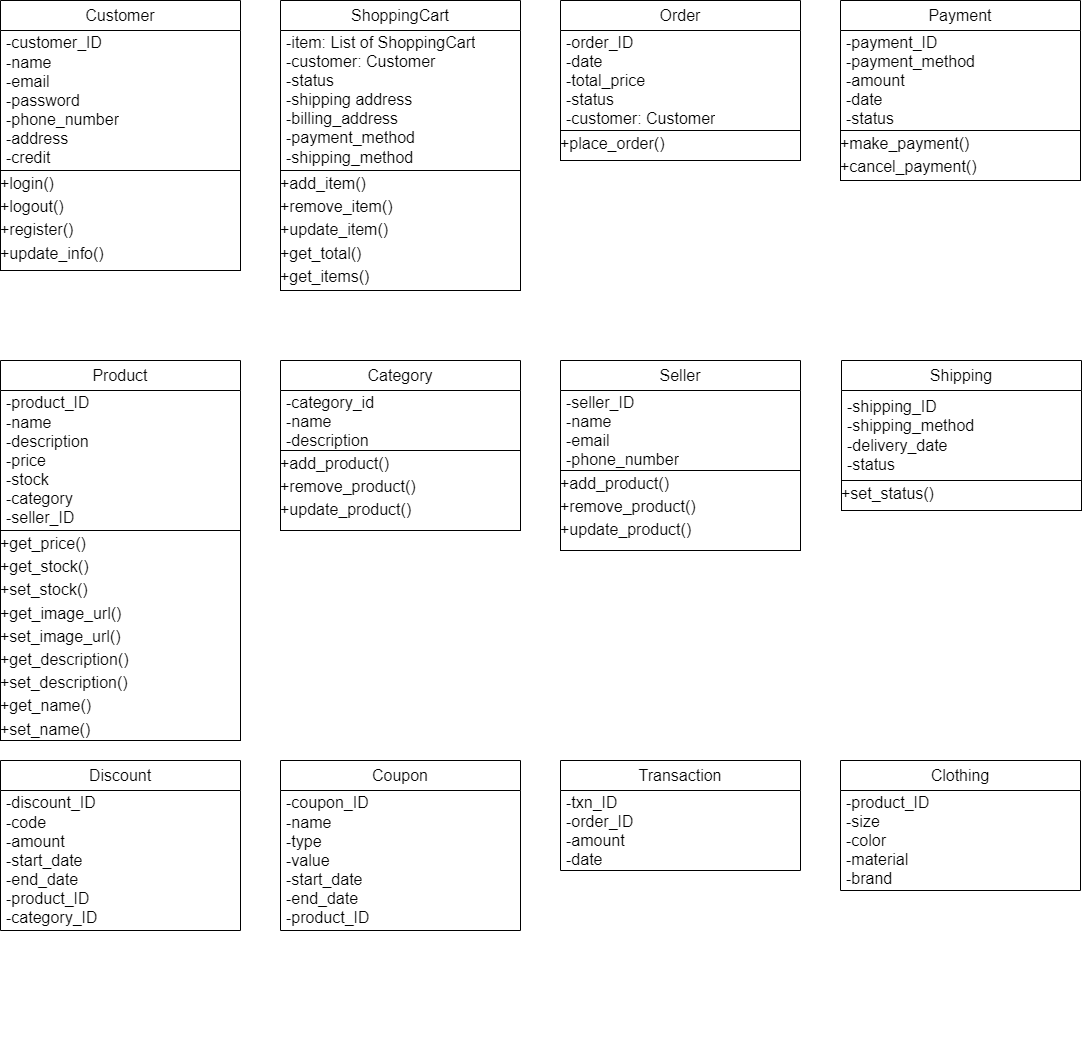 Customer
-customer_ID
-name
-email
-password
-phone_number
-address
-credit
+login()
+logout()
+register()
+update_info()
ShoppingCart
-item: List of ShoppingCart
-customer: Customer
-status
-shipping address
-billing_address
-payment_method
-shipping_method
+add_item()
+remove_item()
+update_item()
+get_total()
+get_items()
Order
-order_ID
-date
-total_price
-status
-customer: Customer
+place_order()
Payment
-payment_ID
-payment_method
-amount
-date
-status
+make_payment()
+cancel_payment()
Product
-product_ID
-name
-description
-price
-stock
-category
-seller_ID
+get_price()
+get_stock()
+set_stock()
+get_image_url()
+set_image_url()
+get_description()
+set_description()
+get_name()
+set_name()
Category
-category_id
-name
-description
+add_product()
+remove_product()
+update_product()
Seller
-seller_ID
-name
-email
-phone_number
+add_product()
+remove_product()
+update_product()
Shipping
-shipping_ID
-shipping_method
-delivery_date
-status
+set_status()
Discount
-discount_ID
-code
-amount
-start_date
-end_date
-product_ID
-category_ID
Coupon
-coupon_ID
-name
-type
-value
-start_date
-end_date
-product_ID
Transaction
-txn_ID
-order_ID
-amount
-date
Clothing
-product_ID
-size
-color
-material
-brand